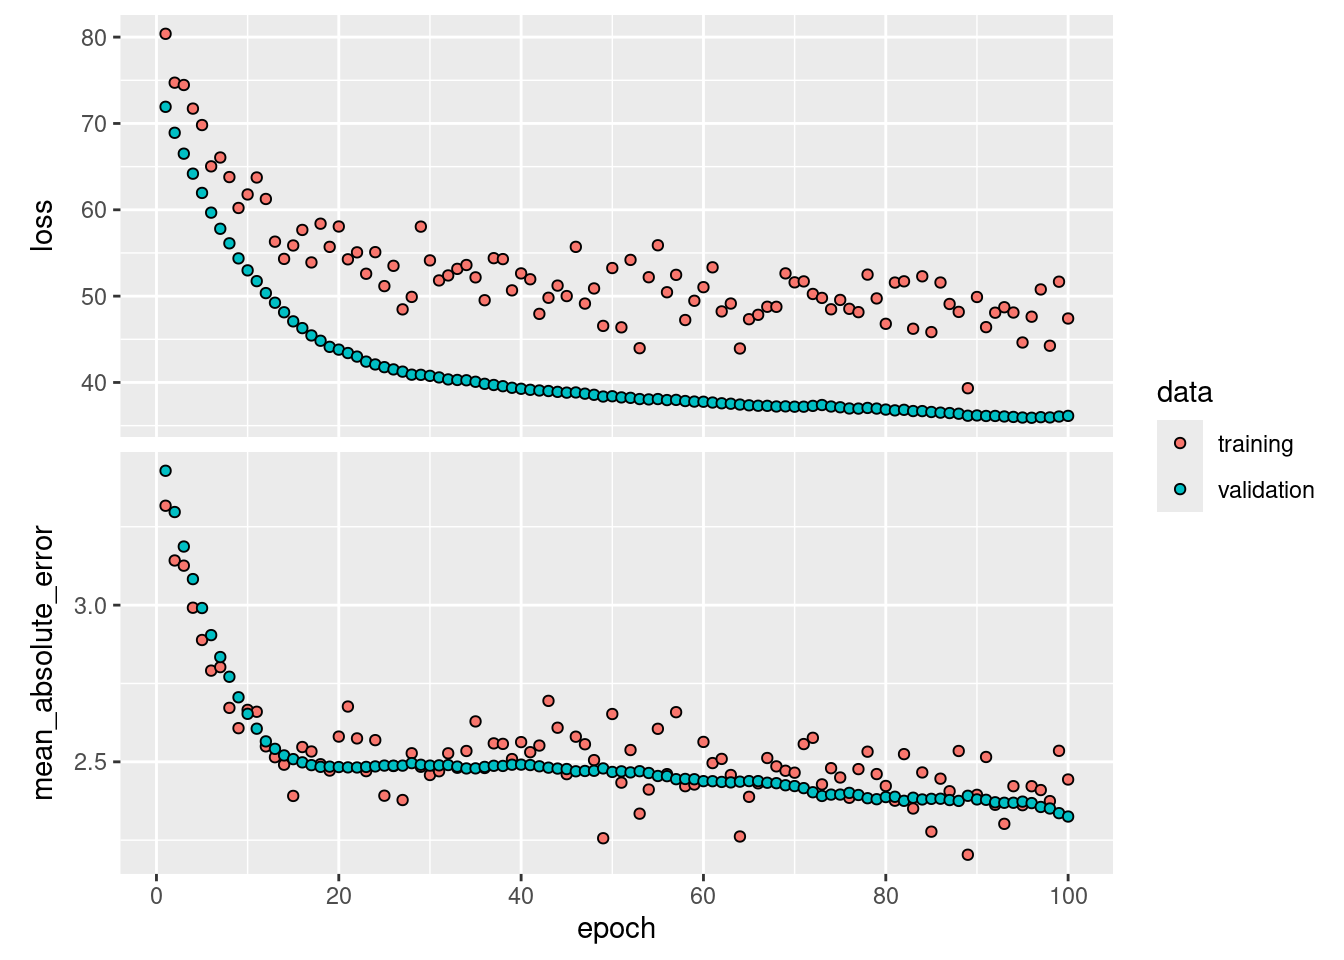 80
70
60
50
40
loss
3.0
2.5
mean_absolute_error
0 20 40 60 80 100
epoch
data
training
validation